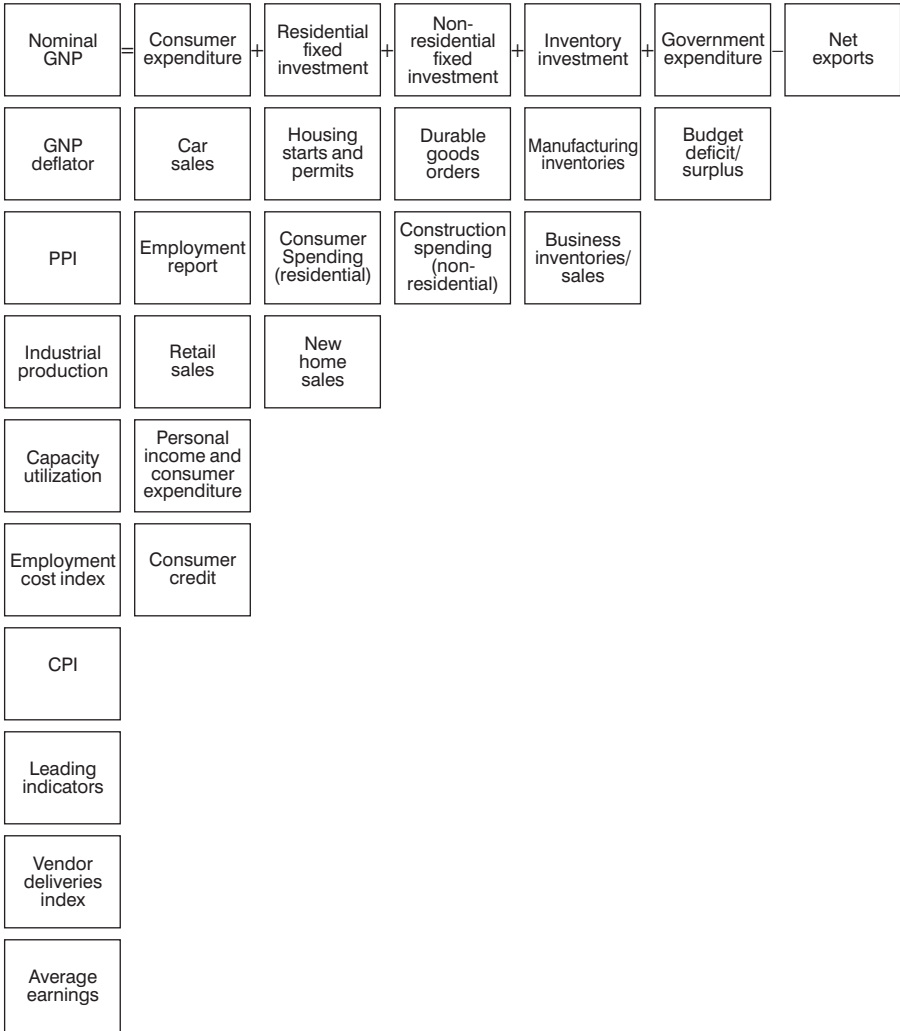 Nominal
GNP
=
Consumer
expenditure
+
Residential
fixed
investment
+
Non-
residential
fixed
investment
+
Inventory
investment
+
Government
expenditure
–
Net
exports
GNP
deflator
Car
sales
Housing
starts and
permits
Durable
goods
orders
Manufacturing
inventories
Budget
deficit/
surplus
PPI
Employment
report
Consumer
Spending
(residential)
Construction
spending
(non-
residential)
Business
inventories/
sales
Industrial
production
Retail
sales
New
home
sales
Capacity
utilization
Personal
income and
consumer
expenditure
Employment
cost index
Consumer
credit
CPI
Leading
indicators
Vendor
deliveries
index
Average
earnings